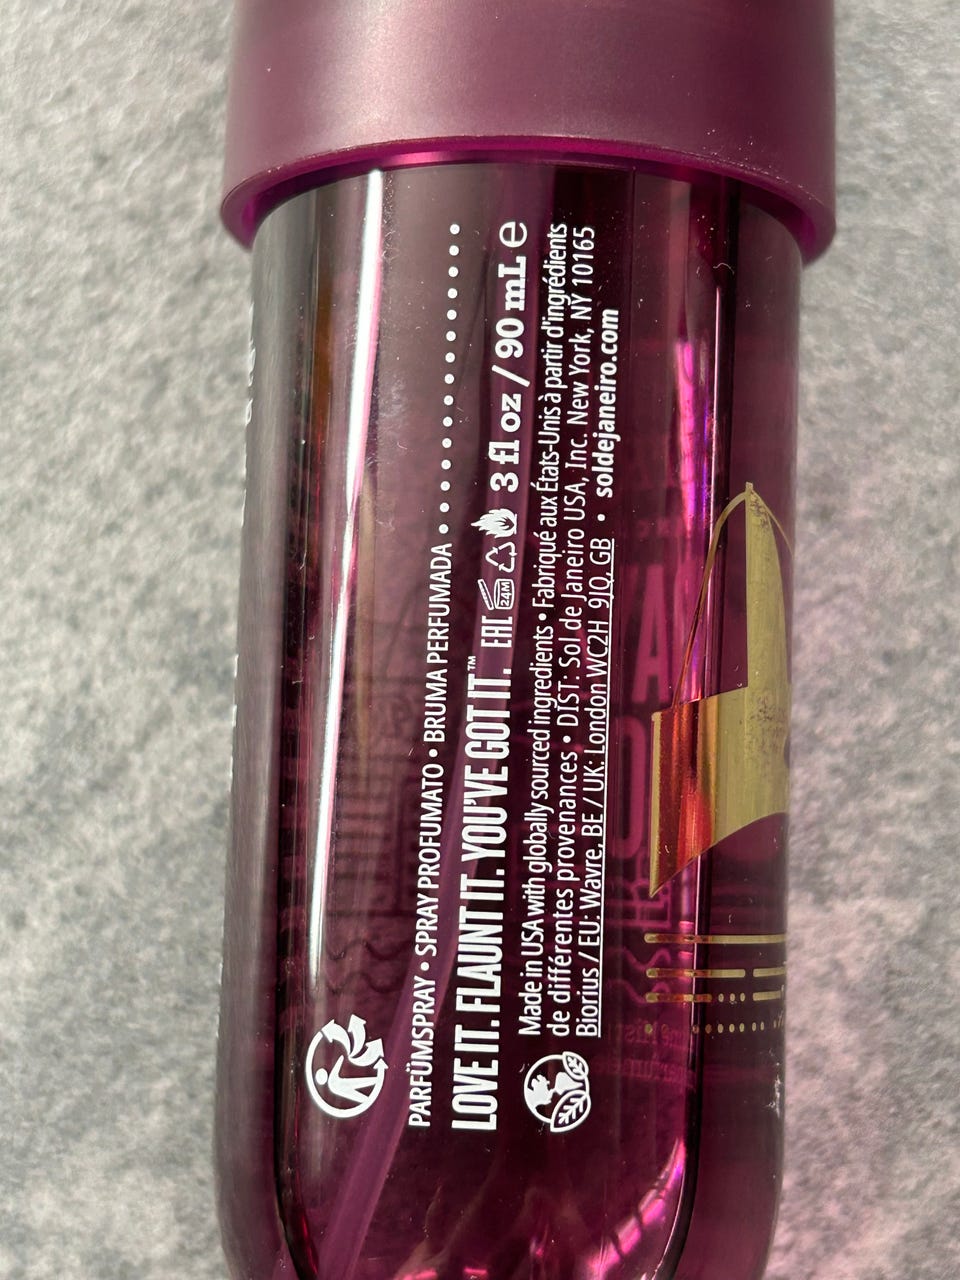 PARFÜMSPRAY • SPRAY PROFUMATO • BRUMA PERFUMADA
LOVE IT. FLAUNT IT. YOU'VE GOT IT.™ EAC 24M 3 fl oz / 90 mL e
Made in USA with globally sourced ingredients • Fabriqué aux États-Unis à partir d'ingrédients
de différentes provenances • DIST: Sol de Janeiro USA, Inc. New York, NY 10165
Biorius / EU: Wavre, BE / UK: London WC2H 9JQ, GB • soldejaneiro.com